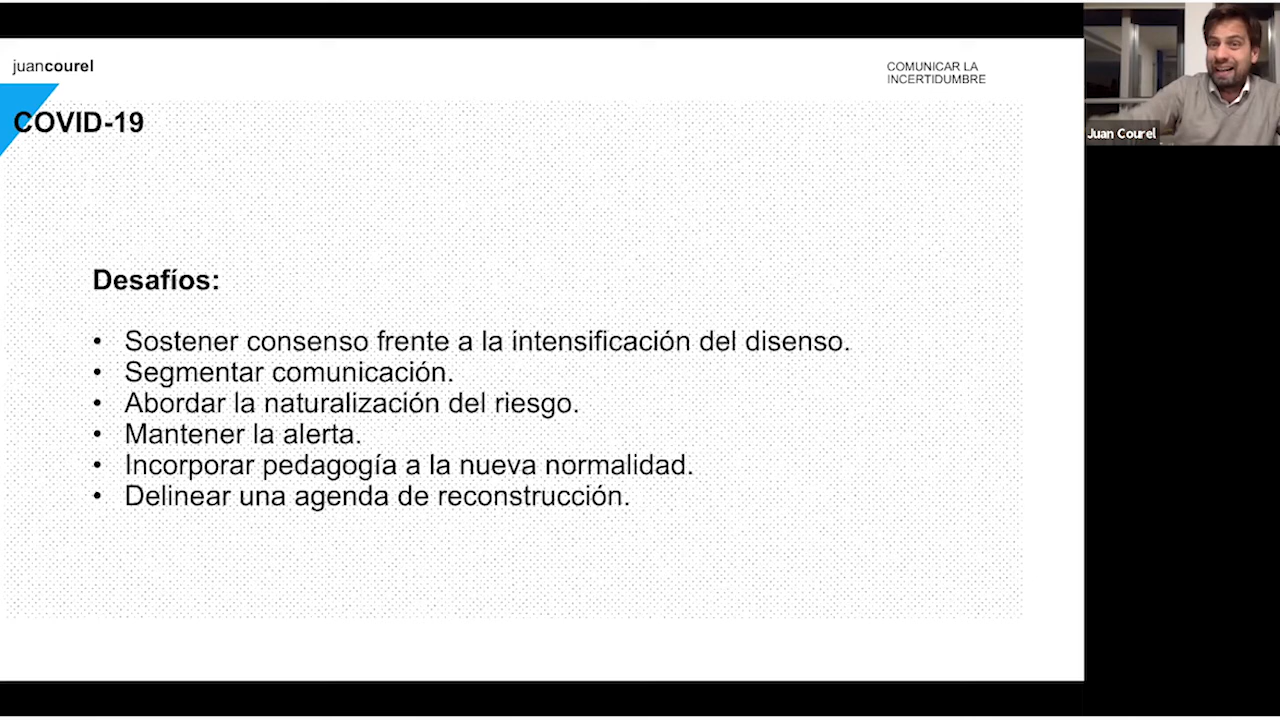 juancourel
COMUNICAR LA
INCERTIDUMBRE
COVID-19
Juan Courel
Desafíos:
• Sostener consenso frente a la intensificación del disenso.
• Segmentar comunicación.
• Abordar la naturalización del riesgo.
• Mantener la alerta.
• Incorporar pedagogía a la nueva normalidad.
• Delinear una agenda de reconstrucción.